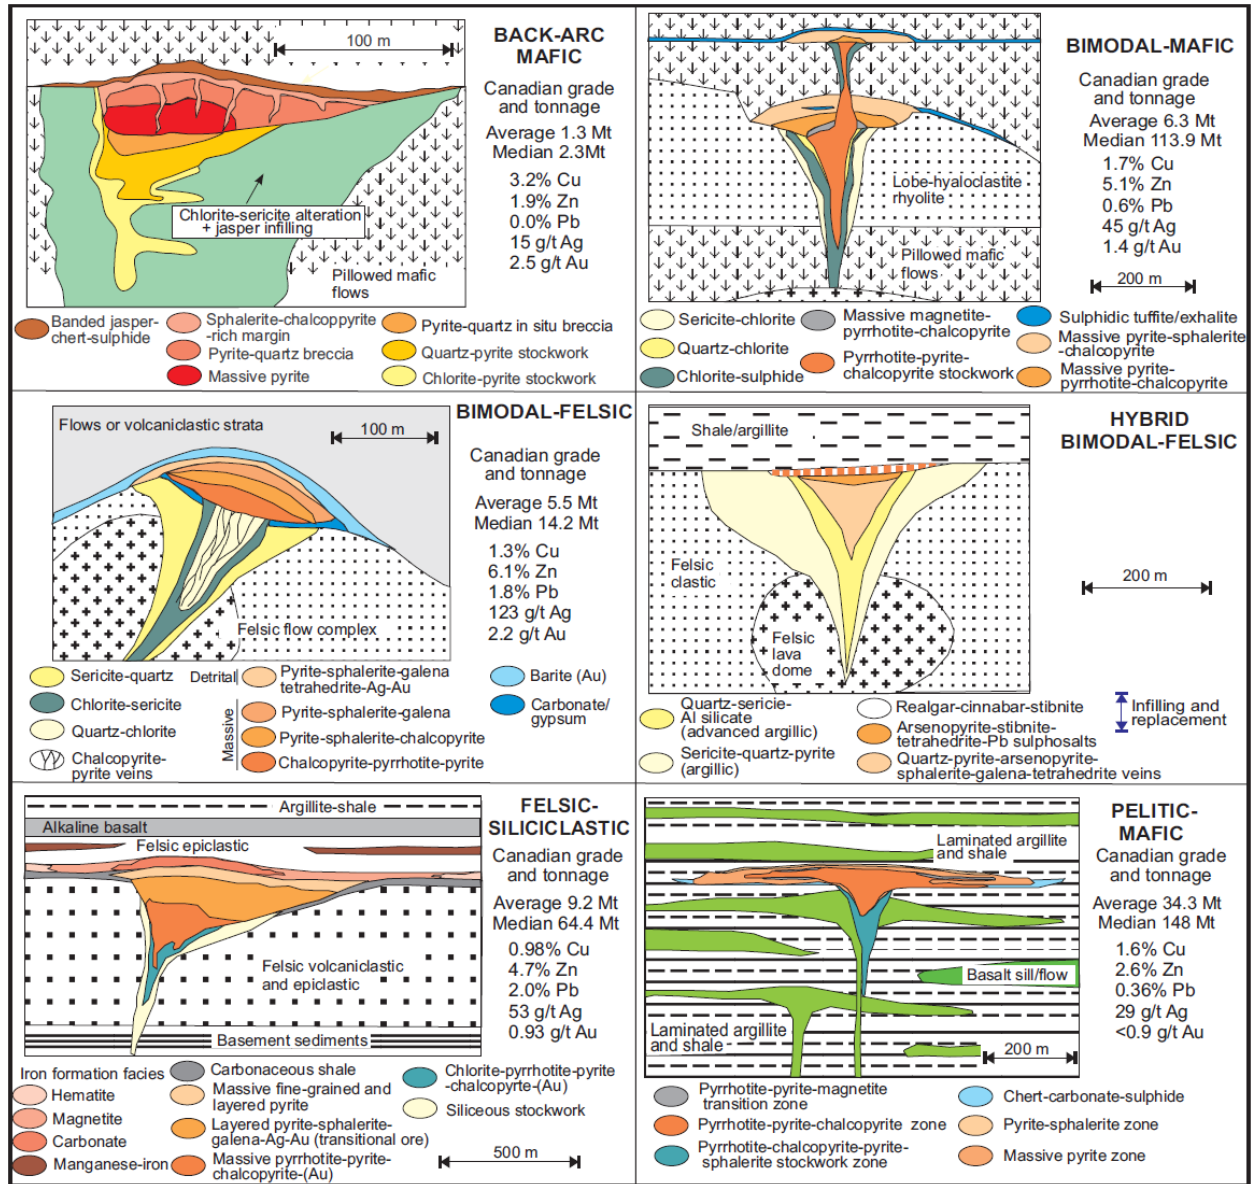 BACK-ARC
MAFIC
100 m
Canadian grade
and tonnage
Average 1.3 Mt
Median 2.3Mt
3.2% Cu
1.9% Zn
0.0% Pb
15 g/t Ag
2.5 g/t Au
Chlorite-sericite alteration
+ jasper infilling
Pillowed mafic
flows
Banded jasper-
chert-sulphide
Sphalerite-chalcoppyrite
-rich margin
Pyrite-quartz breccia
Massive pyrite
Pyrite-quartz in situ breccia
Quartz-pyrite stockwork
Chlorite-pyrite stockwork
BIMODAL-MAFIC
Canadian grade
and tonnage
Average 6.3 Mt
Median 113.9 Mt
1.7% Cu
5.1% Zn
0.6% Pb
45 g/t Ag
1.4 g/t Au
200 m
Lobe-hyaloclastite
rhyolite
Pillowed mafic
flows
Sericite-chlorite
Quartz-chlorite
Chlorite-sulphide
Massive magnetite-
pyrrhotite-chalcopyrite
Pyrrhotite-pyrite-
chalcopyrite stockwork
Sulphidic tuffite/exhalite
Massive pyrite-sphalerite
-chalcopyrite
Massive pyrite-
pyrrhotite-chalcopyrite
BIMODAL-FELSIC
Flows or volcaniclastic strata
100 m
Canadian grade
and tonnage
Average 5.5 Mt
Median 14.2 Mt
1.3% Cu
6.1% Zn
1.8% Pb
123 g/t Ag
2.2 g/t Au
Felsic flow complex
Sericite-quartz
Chlorite-sericite
Quartz-chlorite
Chalcopyrite-
pyrite veins
Detrital
Pyrite-sphalerite-galena
tetrahedrite-Ag-Au
Massive
Pyrite-sphalerite-galena
Pyrite-sphalerite-chalcopyrite
Chalcopyrite-pyrrhotite-pyrite
Barite (Au)
Carbonate/
gypsum
HYBRID
BIMODAL-FELSIC
Shale/argillite
Felsic
clastic
Felsic
lava
dome
200 m
Quartz-sericie-
Al silicate
(advanced argillic)
Sericite-quartz-pyrite
(argillic)
Realgar-cinnabar-stibnite
Arsenopyrite-stibnite-
tetrahedrite-Pb sulphosalts
Quartz-pyrite-arsenopyrite-
sphalerite-galena-tetrahedrite veins
Infilling and
replacement
FELSIC-
SILICICLASTIC
Argillite-shale
Alkaline basalt
Felsic epiclastic
Canadian grade
and tonnage
Average 9.2 Mt
Median 64.4 Mt
0.98% Cu
4.7% Zn
2.0% Pb
53 g/t Ag
0.93 g/t Au
Felsic volcaniclastic
and epiclastic
Basement sediments
Iron formation facies
Hematite
Magnetite
Carbonate
Manganese-iron
Carbonaceous shale
Massive fine-grained and
layered pyrite
Layered pyrite-sphalerite-
galena-Ag-Au (transitional ore)
Massive pyrrhotite-pyrite-
chalcopyrite-(Au)
Chlorite-pyrrhotite-pyrite
-chalcopyrte-(Au)
Siliceous stockwork
500 m
PELITIC-
MAFIC
Laminated argillite
and shale
Canadian grade
and tonnage
Average 34.3 Mt
Median 148 Mt
1.6% Cu
2.6% Zn
0.36% Pb
29 g/t Ag
<0.9 g/t Au
Basalt sill/flow
Laminated argillite
and shale
200 m
Pyrrhotite-pyrite-magnetite
transition zone
Pyrrhotite-pyrite-chalcopyrite zone
Pyrrhotite-chalcopyrite-pyrite-
sphalerite stockwork zone
Chert-carbonate-sulphide
Pyrite-sphalerite zone
Massive pyrite zone